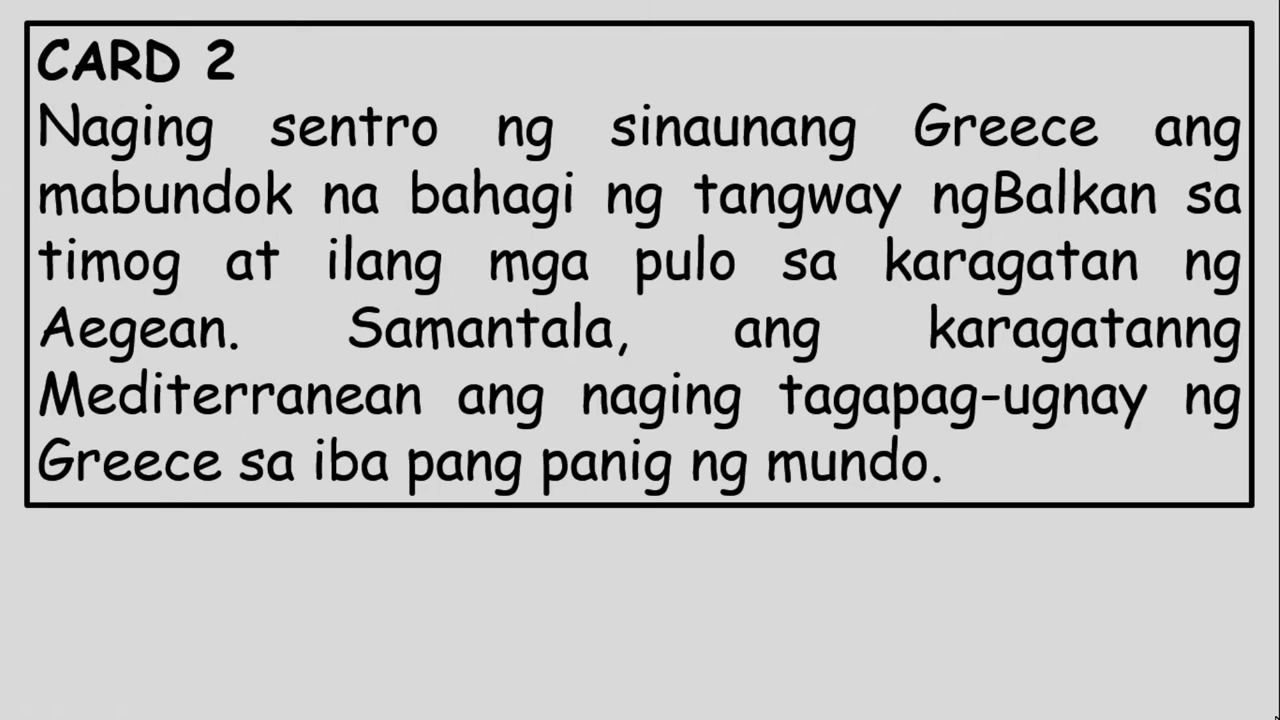 CARD 2
Naging sentro ng sinaunang Greece ang
mabundok na bahagi ng tangway ngBalkan sa
timog at ilang mga pulo sa karagatan ng
Aegean. Samantala, ang karagatanng
Mediterranean ang naging tagapag-ugnay ng
Greece sa iba pang panig ng mundo.